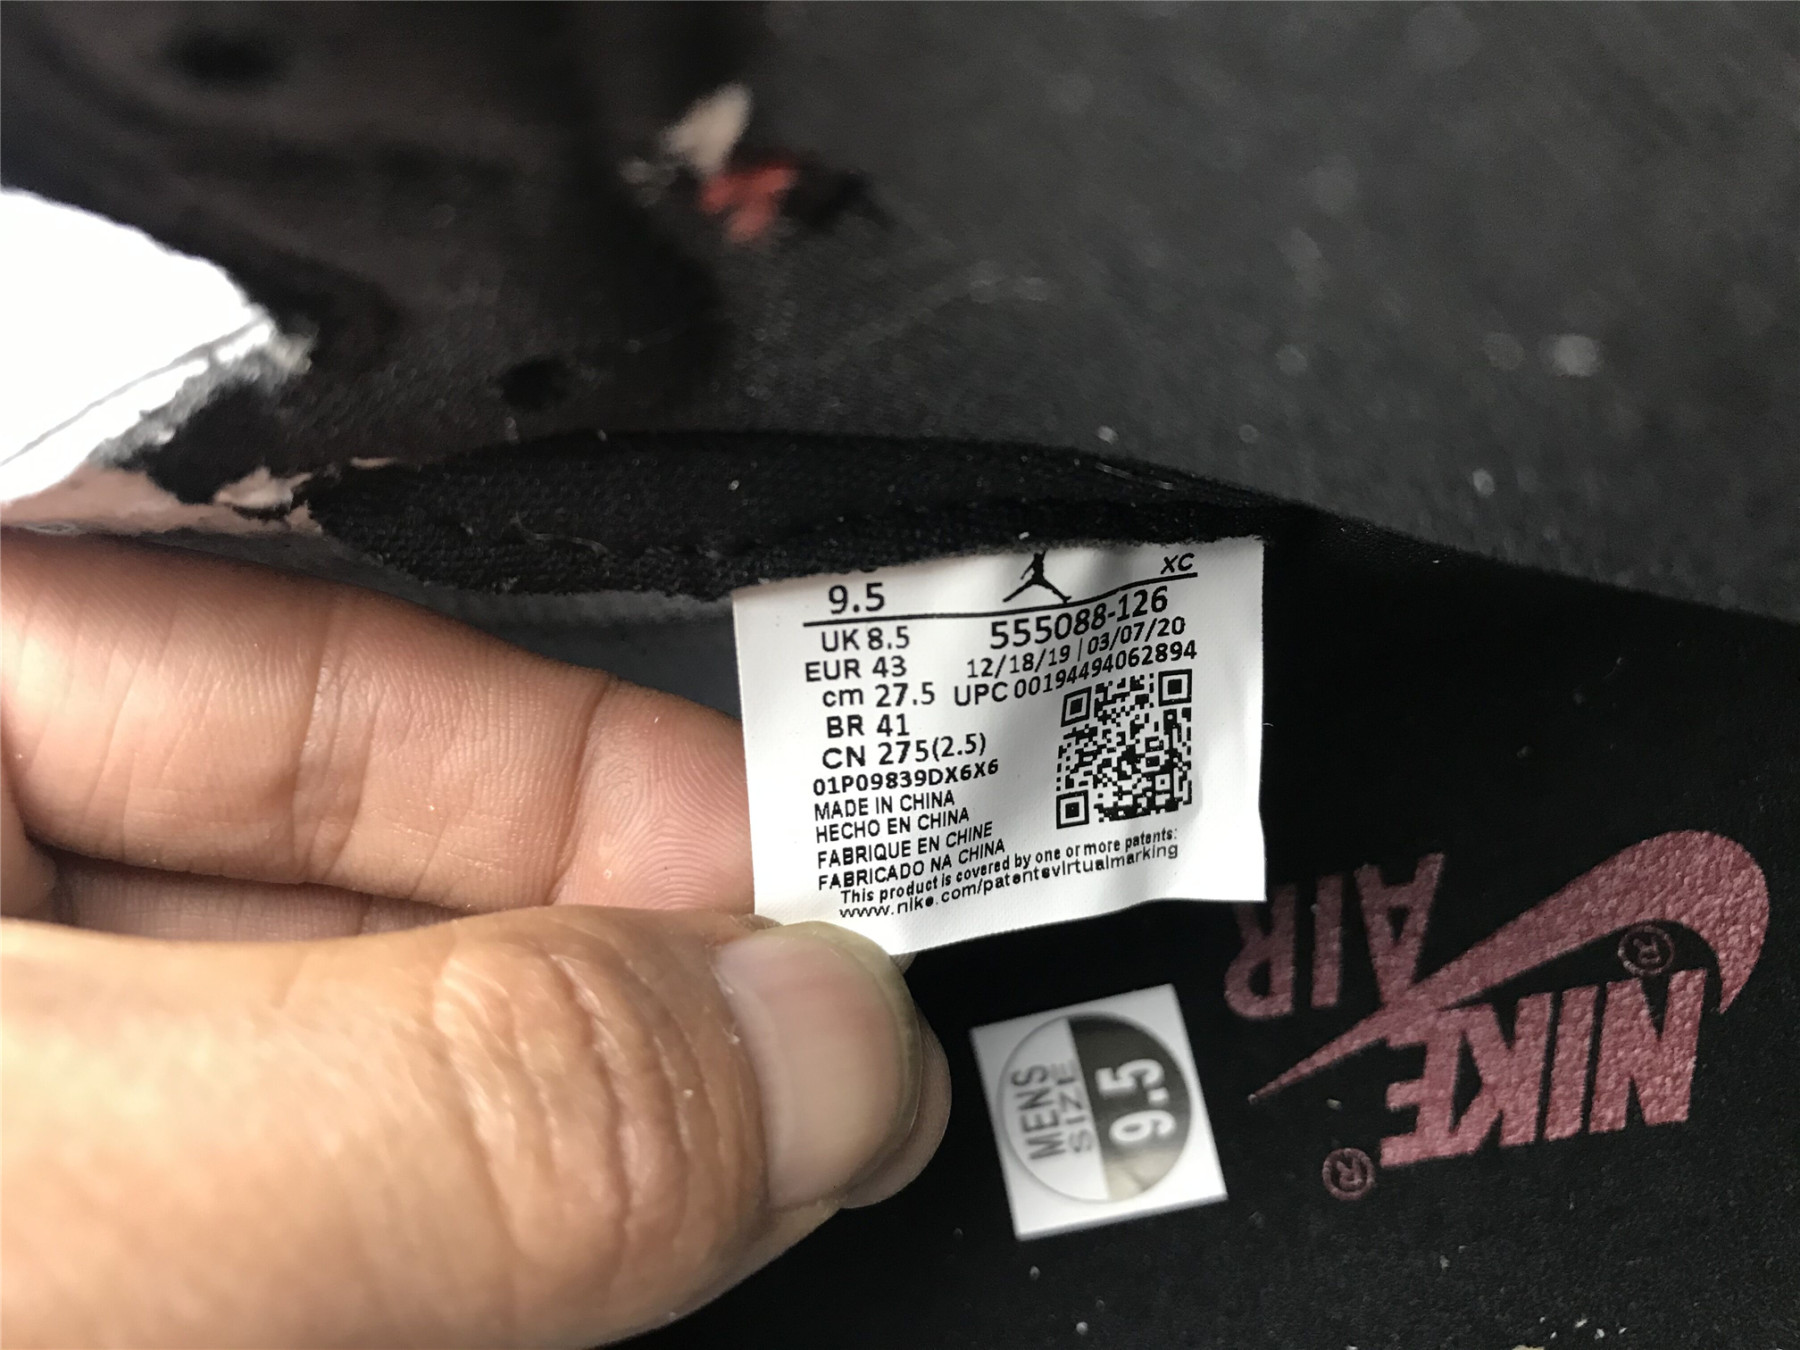 XC
9.5
555088-126
UK 8.5
12/18/19 | 03/07/20
EUR 43
UPC 00194494062894
cm 27.5
BR 41
CN 275(2.5)
01P09839DX6X6
MADE IN CHINA
HECHO EN CHINA
FABRIQUE EN CHINE
FABRICADO NA CHINA
This product is covered by one or more patents:
www.nike.com/patentsvirtualmarking
MENS
SIZE
9.5
NIKE ®
AIR ®